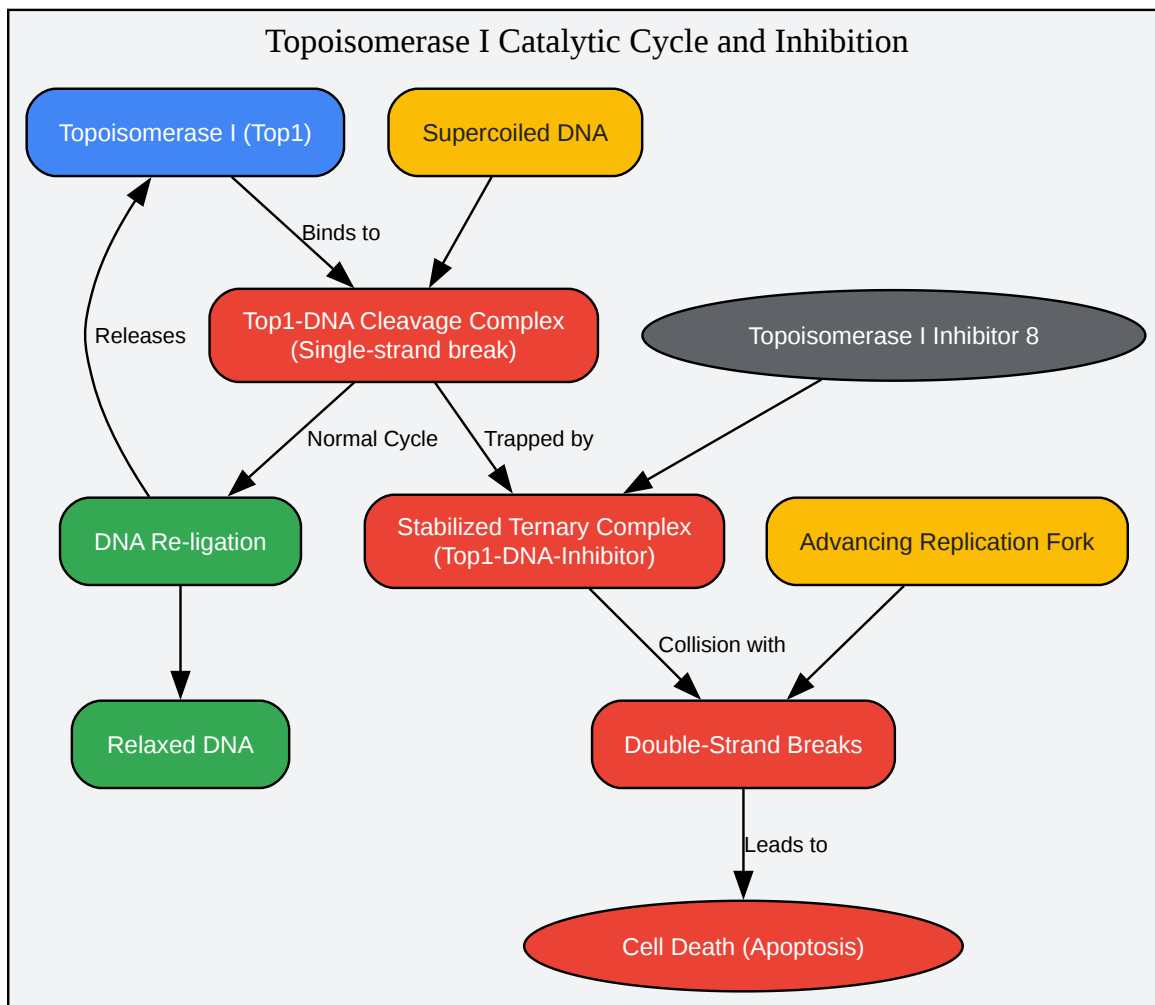 Topoisomerase I Catalytic Cycle and Inhibition
Topoisomerase I (Top1)
Supercoiled DNA
Binds to
Top1-DNA Cleavage Complex
(Single-strand break)
Topoisomerase I Inhibitor 8
Releases
Normal Cycle
Trapped by
DNA Re-ligation
Stabilized Ternary Complex
(Top1-DNA-Inhibitor)
Advancing Replication Fork
Collision with
Relaxed DNA
Double-Strand Breaks
Leads to
Cell Death (Apoptosis)